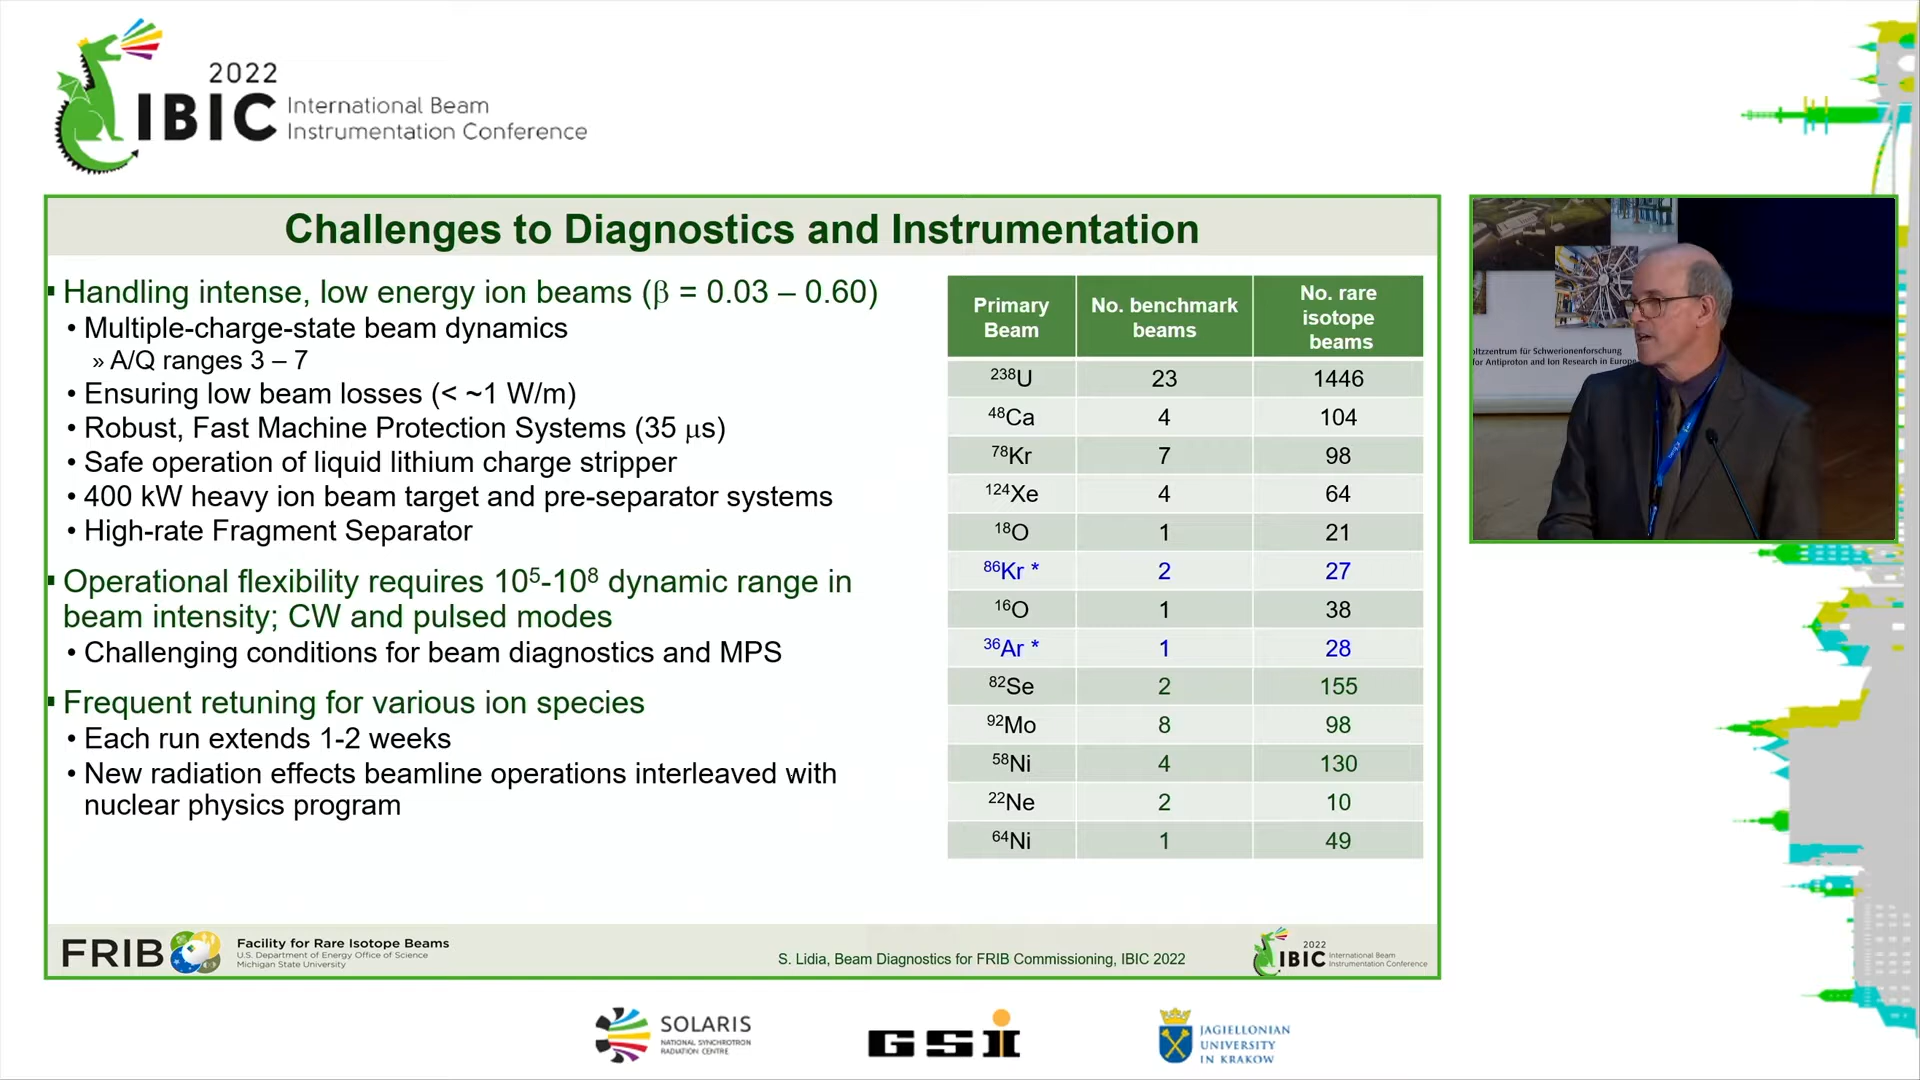 2022
IBIC International Beam
Instrumentation Conference
Challenges to Diagnostics and Instrumentation
▪ Handling intense, low energy ion beams (β = 0.03 – 0.60)
• Multiple-charge-state beam dynamics
» A/Q ranges 3 – 7
• Ensuring low beam losses (< ~1 W/m)
• Robust, Fast Machine Protection Systems (35 μs)
• Safe operation of liquid lithium charge stripper
• 400 kW heavy ion beam target and pre-separator systems
• High-rate Fragment Separator
▪ Operational flexibility requires 10⁵-10⁸ dynamic range in
beam intensity; CW and pulsed modes
• Challenging conditions for beam diagnostics and MPS
▪ Frequent retuning for various ion species
• Each run extends 1-2 weeks
• New radiation effects beamline operations interleaved with
nuclear physics program
Primary Beam No. benchmark beams No. rare isotope beams
²³⁸U 23 1446
⁴⁸Ca 4 104
⁷⁸Kr 7 98
¹²⁴Xe 4 64
¹⁸O 1 21
⁸⁶Kr * 2 27
¹⁶O 1 38
³⁶Ar * 1 28
⁸²Se 2 155
⁹²Mo 8 98
⁵⁸Ni 4 130
²²Ne 2 10
⁶⁴Ni 1 49
oltzzentrum für Schwerionenforschung
for Antiproton and Ion Research in Europe
FRIB
Facility for Rare Isotope Beams
U.S. Department of Energy Office of Science
Michigan State University
S. Lidia, Beam Diagnostics for FRIB Commissioning, IBIC 2022
2022
IBIC International Beam
Instrumentation Conference
SOLARIS
NATIONAL SYNCHROTRON
RADIATION CENTRE
GSI
JAGIELLONIAN
UNIVERSITY
IN KRAKOW